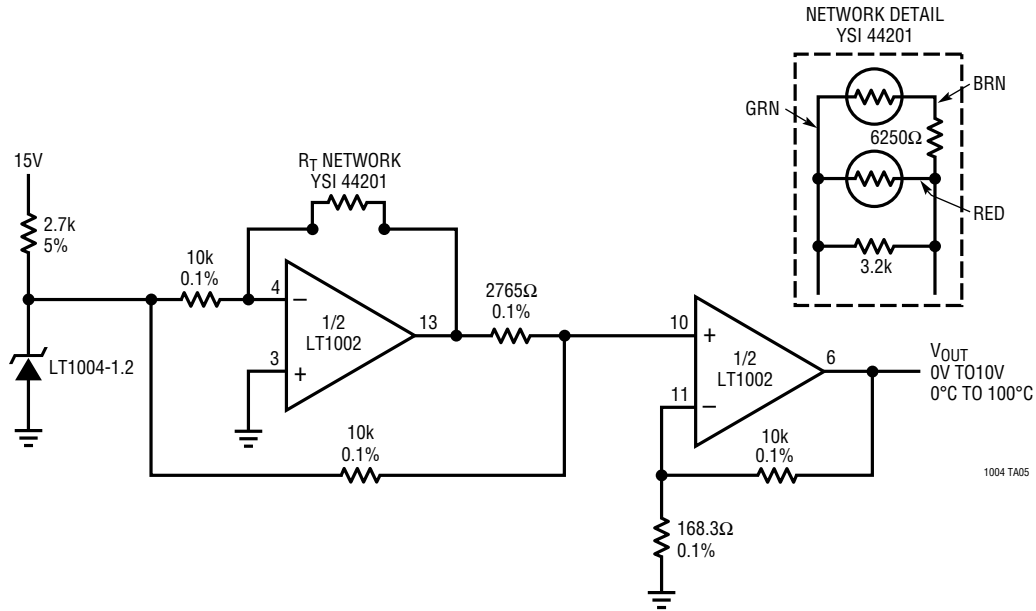 NETWORK DETAIL
YSI 44201
GRN
BRN
6250Ω
RED
3.2k
15V
2.7k
5%
LT1004-1.2
10k
0.1%
RT NETWORK
YSI 44201
4
–
1/2
LT1002
3
+
13
2765Ω
0.1%
10k
0.1%
10
+
1/2
LT1002
11
–
6
VOUT
0V TO10V
0°C TO 100°C
10k
0.1%
168.3Ω
0.1%
1004 TA05